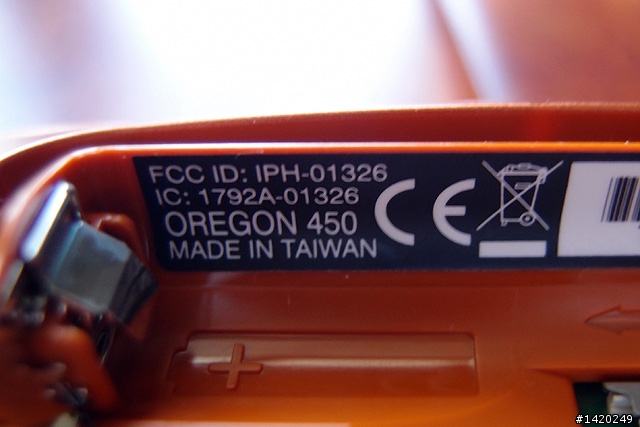 FCC ID: IPH-01326
IC: 1792A-01326
OREGON 450
MADE IN TAIWAN
CE
+
#1420249